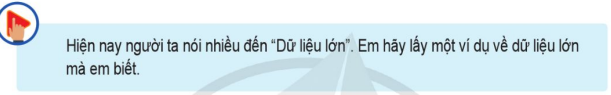 Hiện nay người ta nói nhiều đến “Dữ liệu lớn”. Em hãy lấy một ví dụ về dữ liệu lớn
mà em biết.